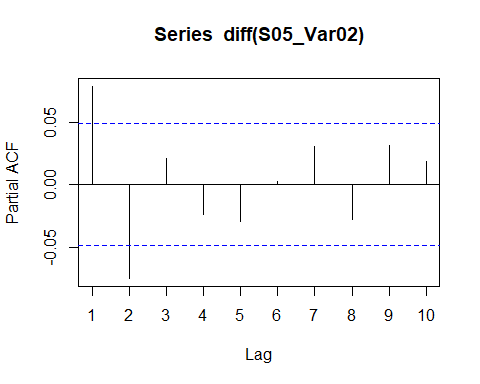 Series diff(S05_Var02)
Partial ACF
0.05
0.00
-0.05
1 2 3 4 5 6 7 8 9 10
Lag